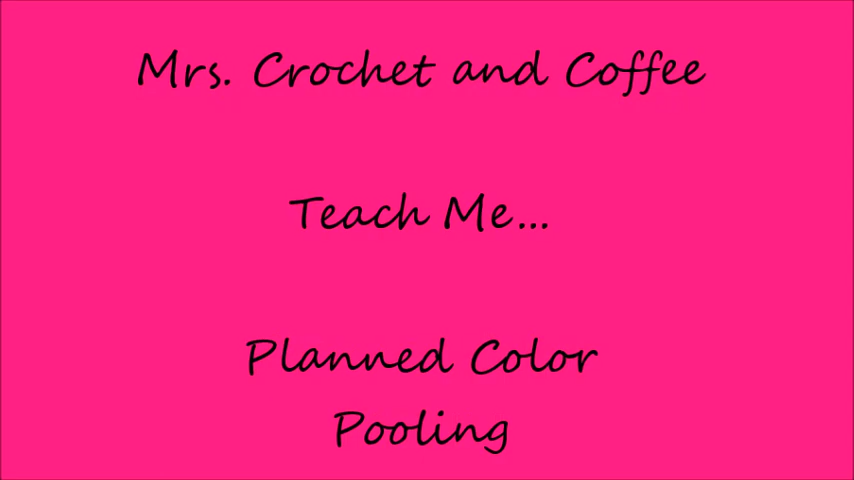 Mrs. Crochet and Coffee
Teach Me...
Planned Color
Pooling